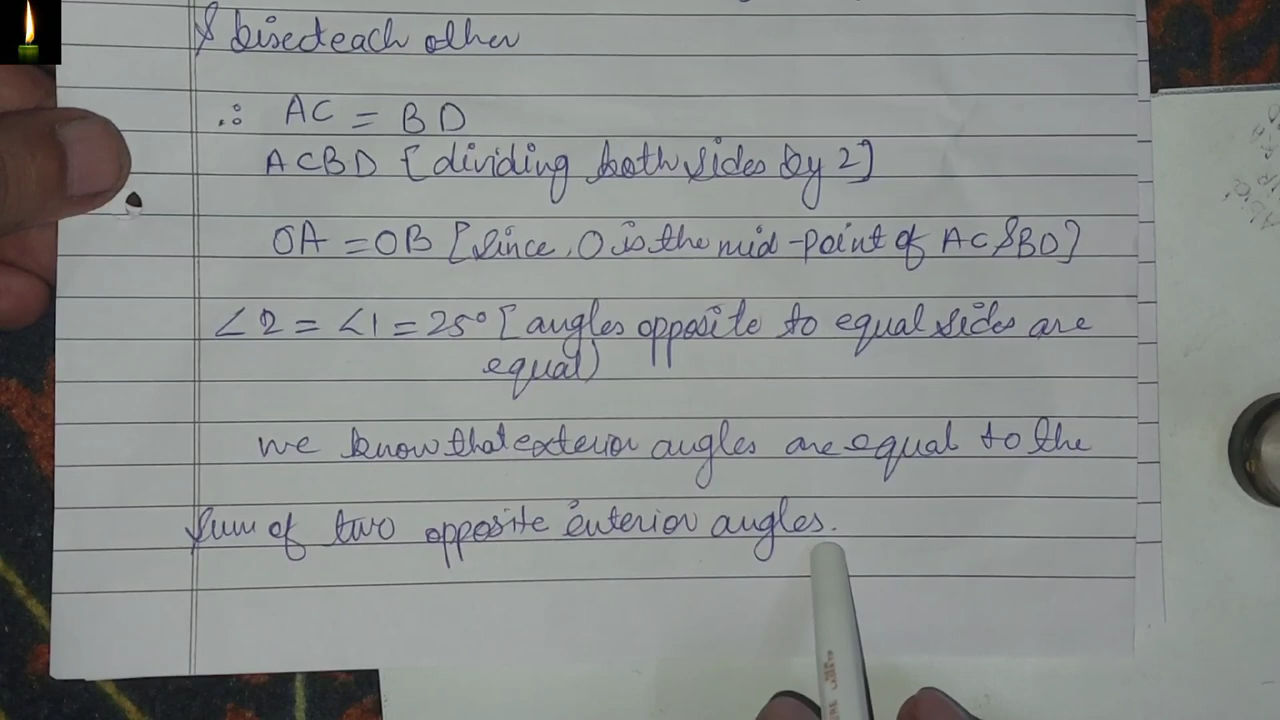 & bisect each other
∴ AC = BD
ACBD [dividing both sides by 2]
OA = OB [since, O is the mid-point of AC & BD]
∠2 = ∠1 = 25° [angles opposite to equal sides are
equal)
we know that exterior angles are equal to the
sum of two opposite interior angles.